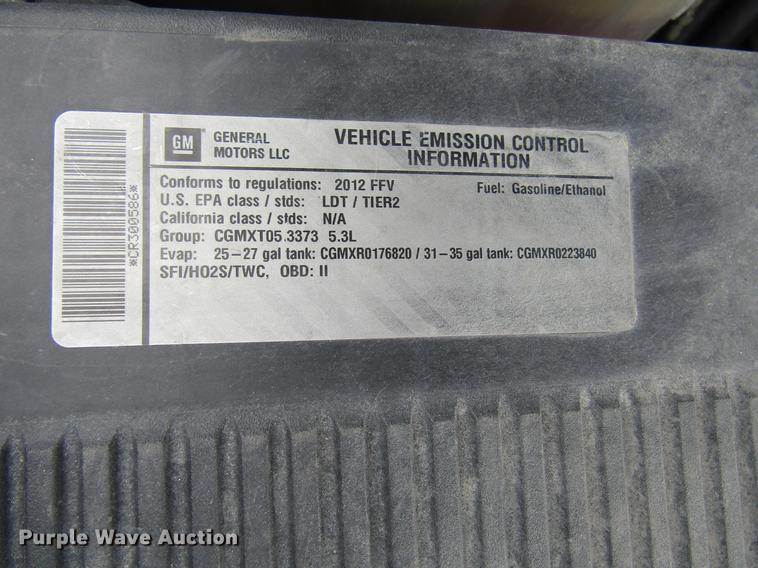 GM
GENERAL
MOTORS LLC
VEHICLE EMISSION CONTROL
INFORMATION
Conforms to regulations: 2012 FFV Fuel: Gasoline/Ethanol
U.S. EPA class / stds: LDT / TIER2
California class / stds: N/A
Group: CGMXT05.3373 5.3L
Evap: 25-27 gal tank: CGMXR0176820 / 31-35 gal tank: CGMXR0223840
SFI/HO2S/TWC, OBD: II
*CR300586*
Purple Wave Auction